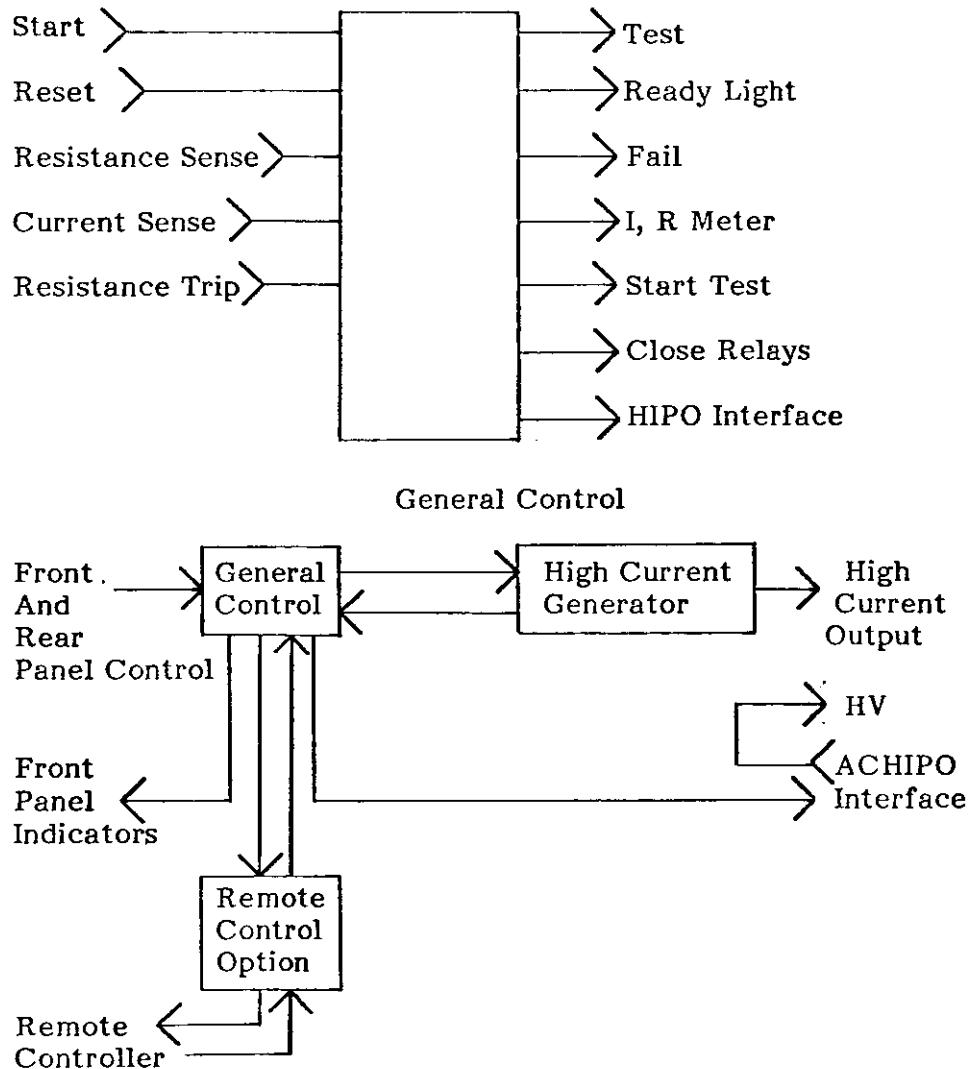 Start
Reset
Resistance Sense
Current Sense
Resistance Trip
Test
Ready Light
Fail
I, R Meter
Start Test
Close Relays
HIPO Interface
General Control
Front
And
Rear
Panel Control
General
Control
High Current
Generator
High
Current
Output
HV
ACHIPO
Interface
Front
Panel
Indicators
Remote
Control
Option
Remote
Controller